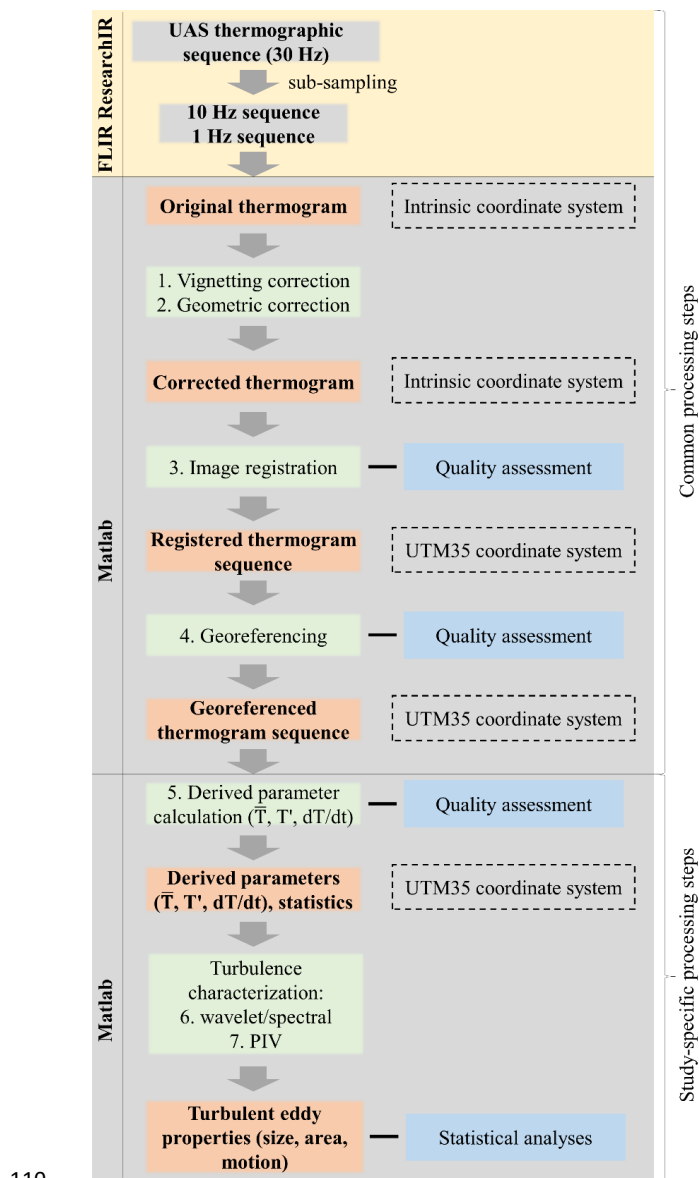 FLIR ResearchIR
UAS thermographic
sequence (30 Hz)
sub-sampling
10 Hz sequence
1 Hz sequence
Matlab
Original thermogram
Intrinsic coordinate system
1. Vignetting correction
2. Geometric correction
Corrected thermogram
Intrinsic coordinate system
3. Image registration
Quality assessment
Registered thermogram
sequence
UTM35 coordinate system
4. Georeferencing
Quality assessment
Georeferenced
thermogram sequence
UTM35 coordinate system
Common processing steps
Matlab
5. Derived parameter
calculation (T̅, T', dT/dt)
Quality assessment
Derived parameters
(T̅, T', dT/dt), statistics
UTM35 coordinate system
Turbulence
characterization:
6. wavelet/spectral
7. PIV
Turbulent eddy
properties (size, area,
motion)
Statistical analyses
Study-specific processing steps